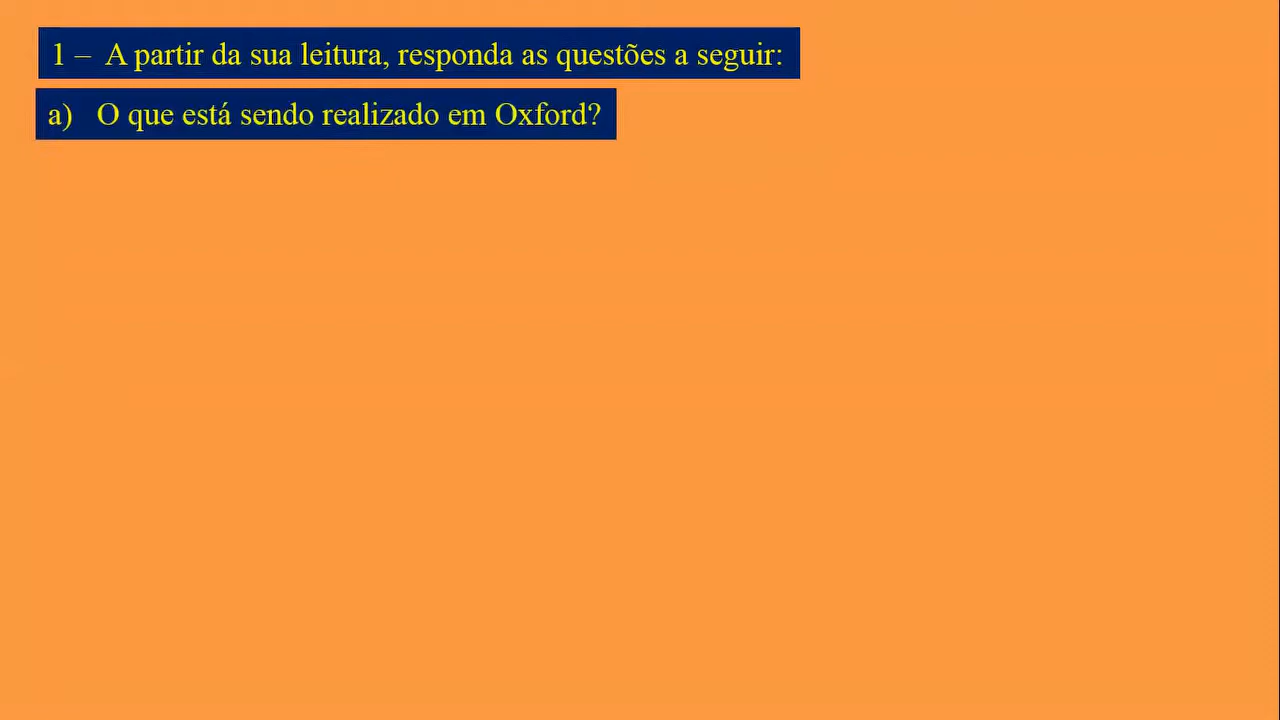 1 – A partir da sua leitura, responda as questões a seguir:
a) O que está sendo realizado em Oxford?